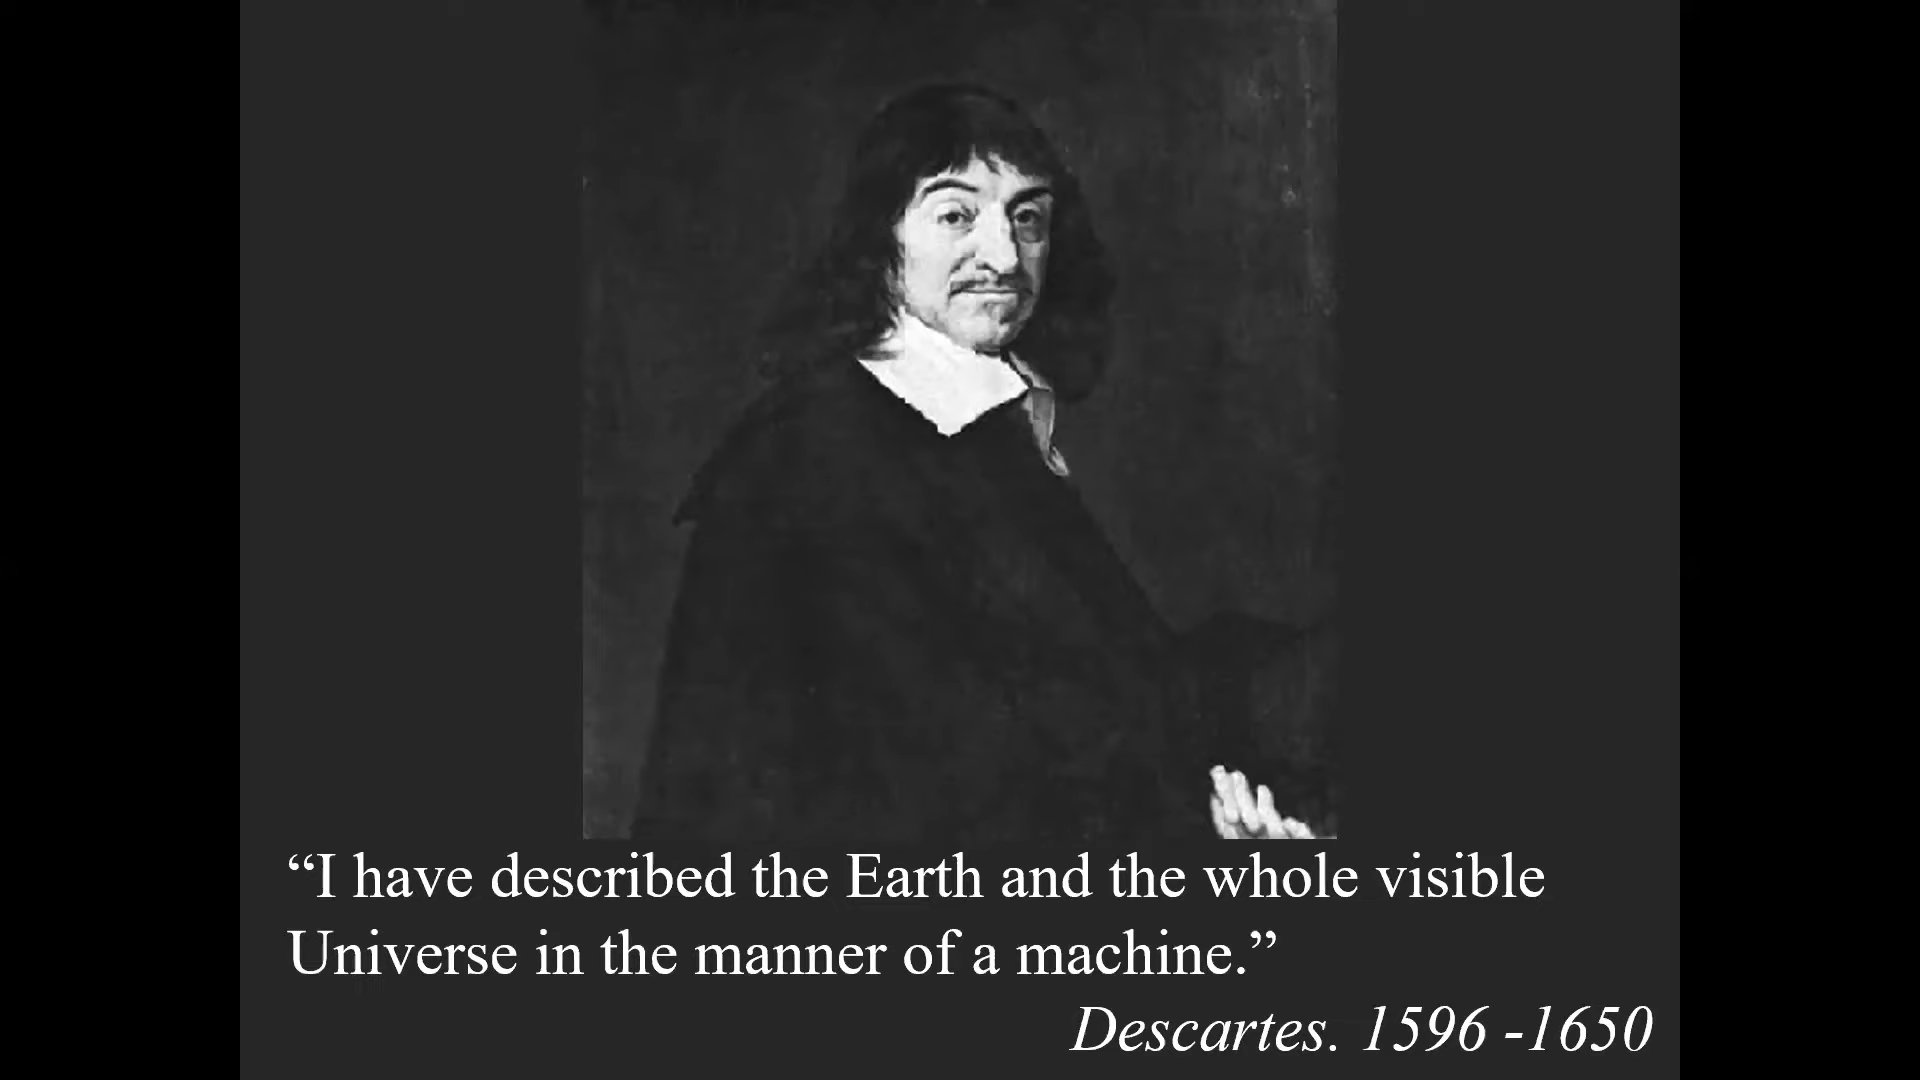 “I have described the Earth and the whole visible
Universe in the manner of a machine.”
Descartes. 1596 -1650